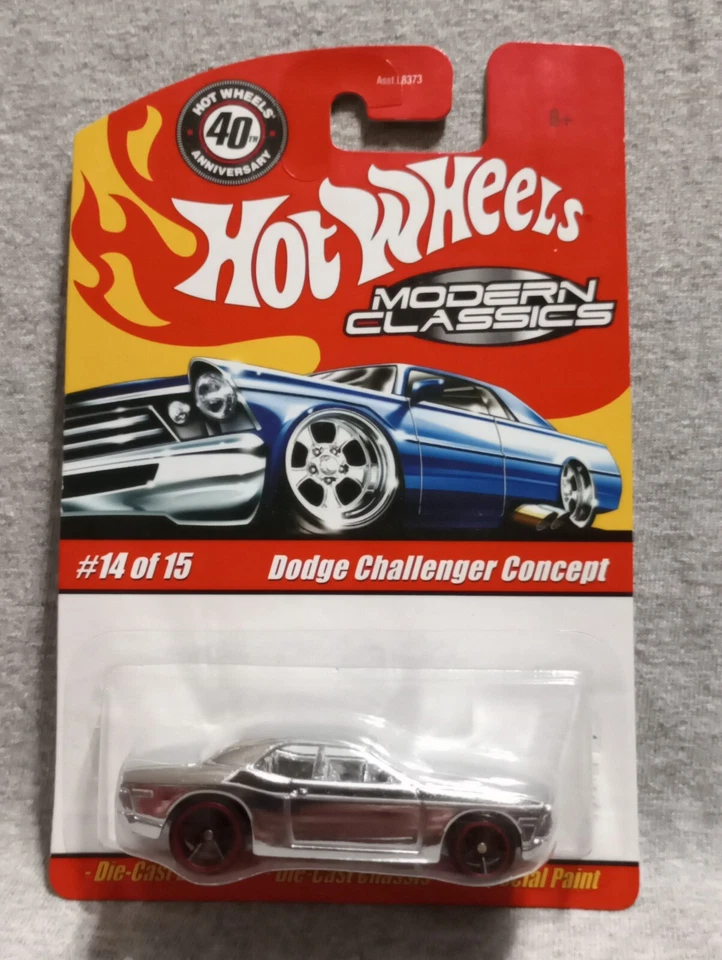 Asst. L8373
8+
HOT WHEELS
40TH
ANNIVERSARY
Hot Wheels
MODERN
CLASSICS
#14 of 15 Dodge Challenger Concept
- Die-Cast Die-Cast Chassis Paint